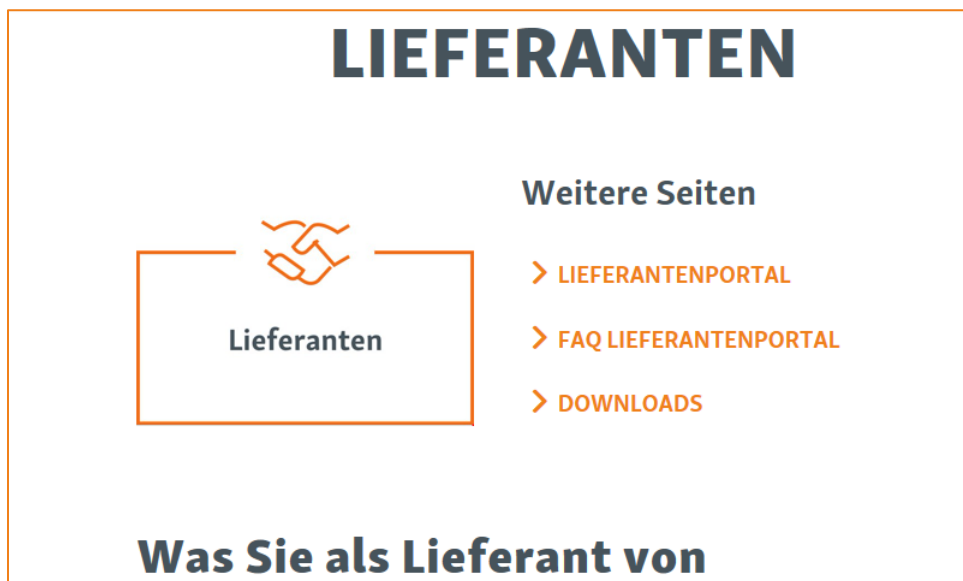 LIEFERANTEN
Weitere Seiten
LIEFERANTENPORTAL
Lieferanten
FAQ LIEFERANTENPORTAL
DOWNLOADS
Was Sie als Lieferant von